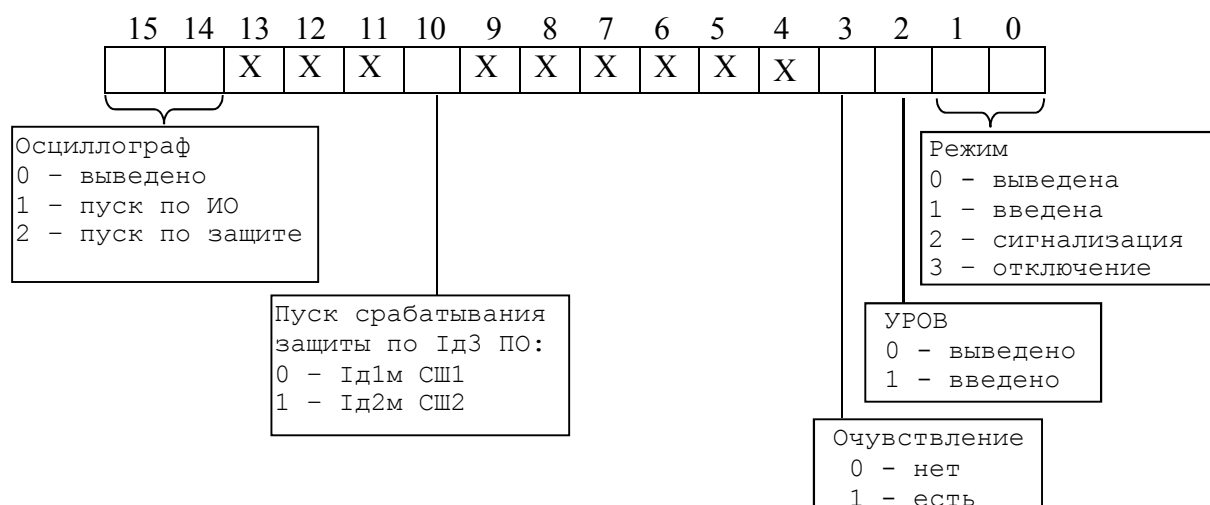 15 14 13 12 11 10 9 8 7 6 5 4 3 2 1 0
X X X X X X X X X
Осциллограф
0 – выведено
1 – пуск по ИО
2 – пуск по защите
Режим
0 - выведена
1 – введена
2 – сигнализация
3 – отключение
Пуск срабатывания
защиты по Iд3 ПО:
0 – Iд1м СШ1
1 – Iд2м СШ2
УРОВ
0 - выведено
1 - введено
Очувствление
0 - нет
1 - есть